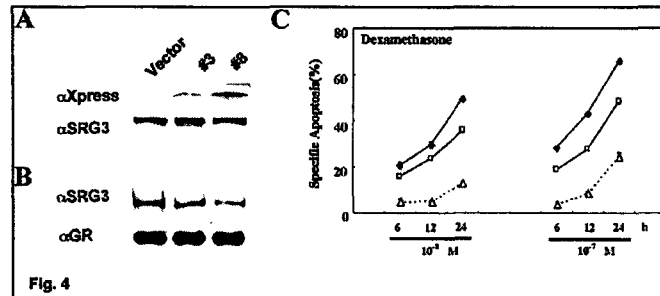 A
Vector #3 #8
αXpress
αSRG3
B
αSRG3
αGR
Fig. 4
C
Dexamethasone
Specific Apoptosis(%)
80
60
40
20
0
6 12 24 6 12 24 h
10⁻⁸ M 10⁻⁷ M